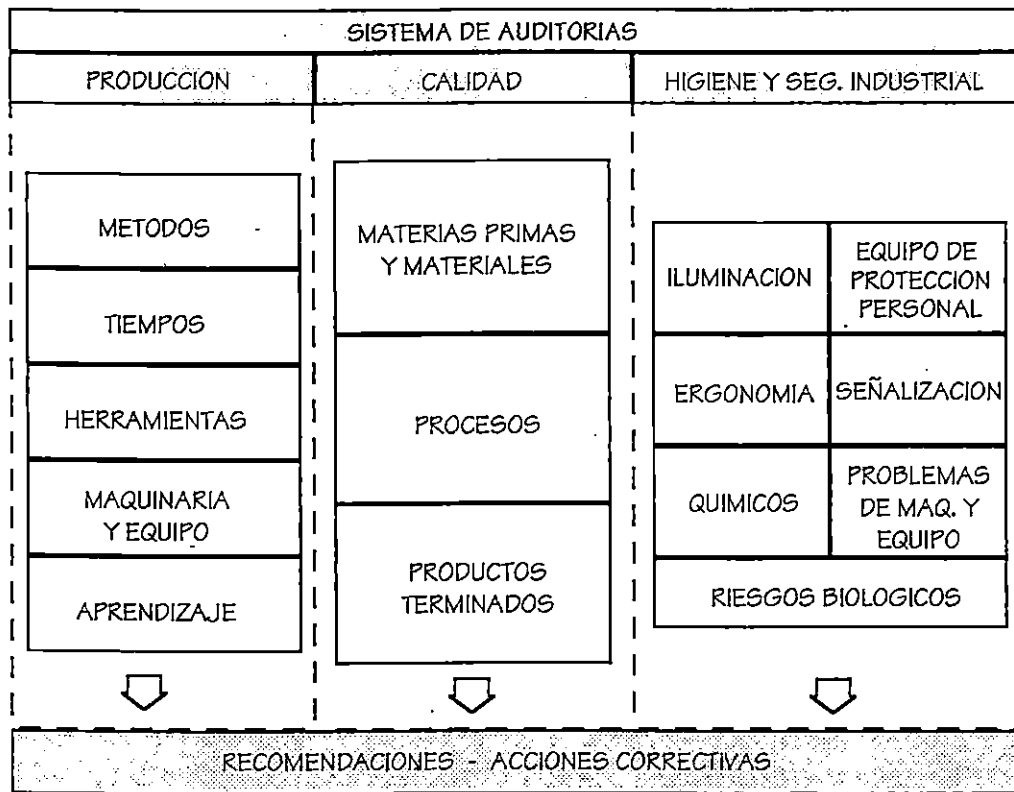 SISTEMA DE AUDITORIAS
PRODUCCION
CALIDAD
HIGIENE Y SEG. INDUSTRIAL
METODOS
TIEMPOS
HERRAMIENTAS
MAQUINARIA
Y EQUIPO
APRENDIZAJE
MATERIAS PRIMAS
Y MATERIALES
PROCESOS
PRODUCTOS
TERMINADOS
ILUMINACION
EQUIPO DE
PROTECCION
PERSONAL
ERGONOMIA
SEÑALIZACION
QUIMICOS
PROBLEMAS
DE MAQ. Y
EQUIPO
RIESGOS BIOLOGICOS
RECOMENDACIONES - ACCIONES CORRECTIVAS